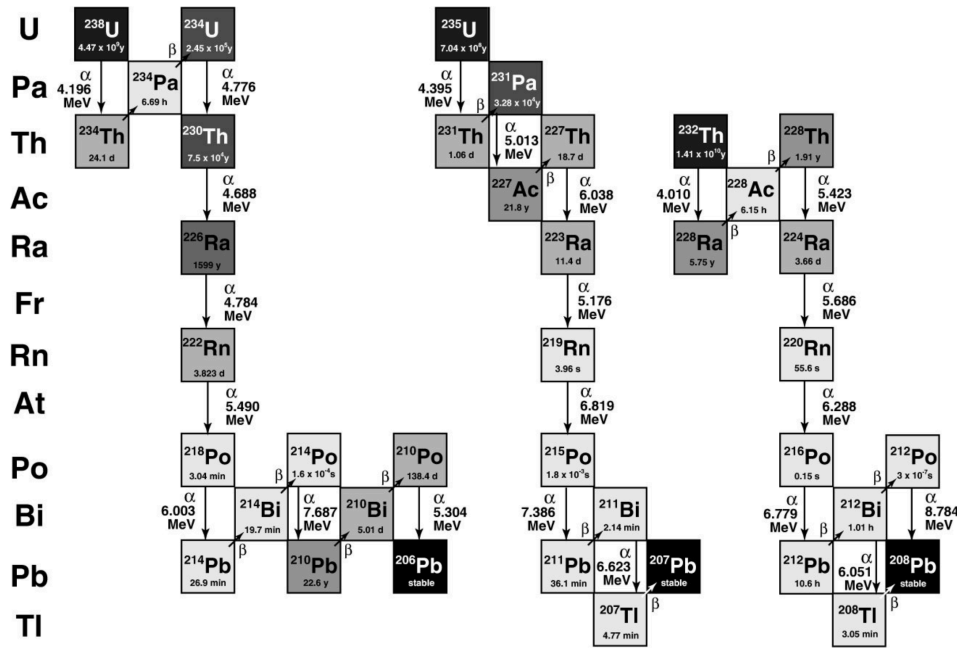 U
Pa
Th
Ac
Ra
Fr
Rn
At
Po
Bi
Pb
Tl
²³⁸U
4.47 x 10⁹y
α
4.196
MeV
²³⁴Th
24.1 d
²³⁴Pa
6.69 h
β
²³⁴U
2.45 x 10⁵y
α
4.776
MeV
²³⁰Th
7.5 x 10⁴y
α
4.688
MeV
²²⁶Ra
1599 y
α
4.784
MeV
²²²Rn
3.823 d
α
5.490
MeV
²¹⁸Po
3.04 min
α
6.003
MeV
²¹⁴Pb
26.9 min
β
²¹⁴Bi
19.7 min
β
²¹⁴Po
1.6 x 10⁻⁴s
α
7.687
MeV
²¹⁰Pb
22.6 y
β
²¹⁰Bi
5.01 d
β
²¹⁰Po
138.4 d
α
5.304
MeV
²⁰⁶Pb
stable
²³⁵U
7.04 x 10⁸y
α
4.395
MeV
²³¹Th
1.06 d
β
²³¹Pa
3.28 x 10⁴y
α
5.013
MeV
²²⁷Ac
21.8 y
β
²²⁷Th
18.7 d
α
6.038
MeV
²²³Ra
11.4 d
α
5.176
MeV
²¹⁹Rn
3.96 s
α
6.819
MeV
²¹⁵Po
1.8 x 10⁻³s
α
7.386
MeV
²¹¹Pb
36.1 min
β
²¹¹Bi
2.14 min
α
6.623
MeV
²⁰⁷Tl
4.77 min
β
²⁰⁷Pb
stable
²³²Th
1.41 x 10¹⁰y
α
4.010
MeV
²²⁸Ra
5.75 y
β
²²⁸Ac
6.15 h
β
²²⁸Th
1.91 y
α
5.423
MeV
²²⁴Ra
3.66 d
α
5.686
MeV
²²⁰Rn
55.6 s
α
6.288
MeV
²¹⁶Po
0.15 s
α
6.779
MeV
²¹²Pb
10.6 h
β
²¹²Bi
1.01 h
β
²¹²Po
3 x 10⁻⁷s
α
8.784
MeV
α
6.051
MeV
²⁰⁸Tl
3.05 min
β
²⁰⁸Pb
stable